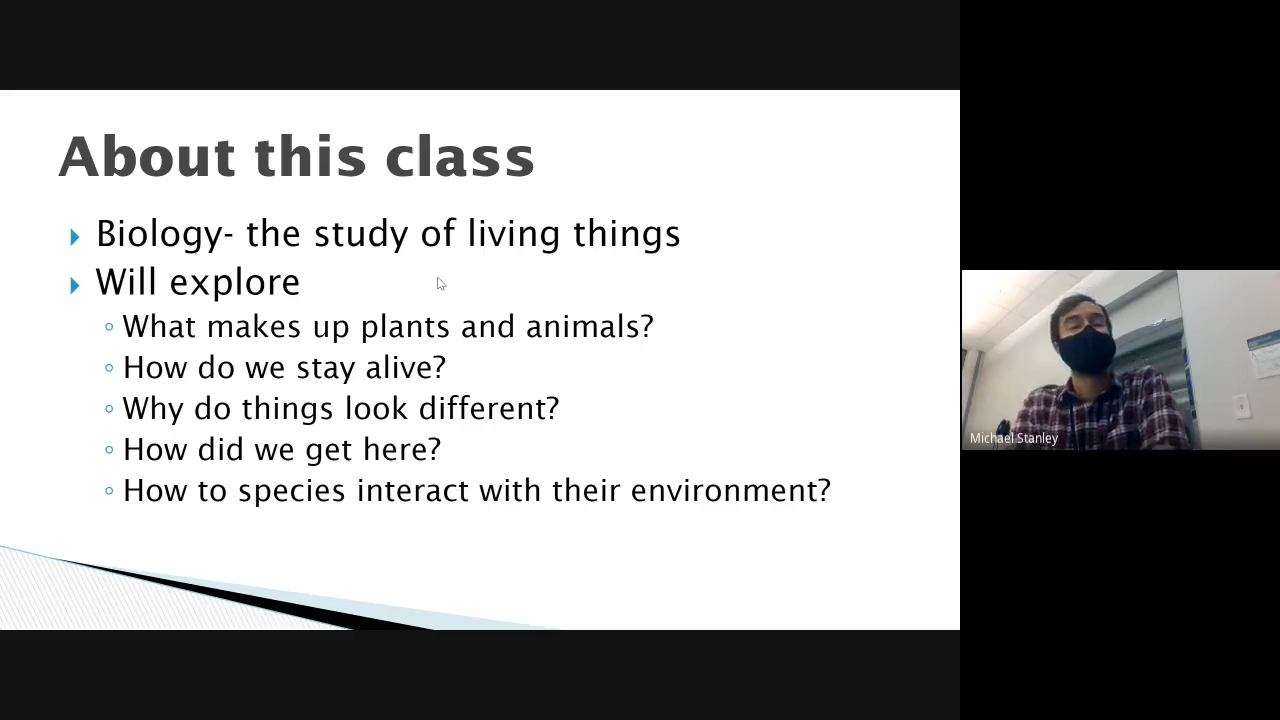 About this class
Biology- the study of living things
Will explore
What makes up plants and animals?
How do we stay alive?
Why do things look different?
How did we get here?
How to species interact with their environment?
Michael Stanley